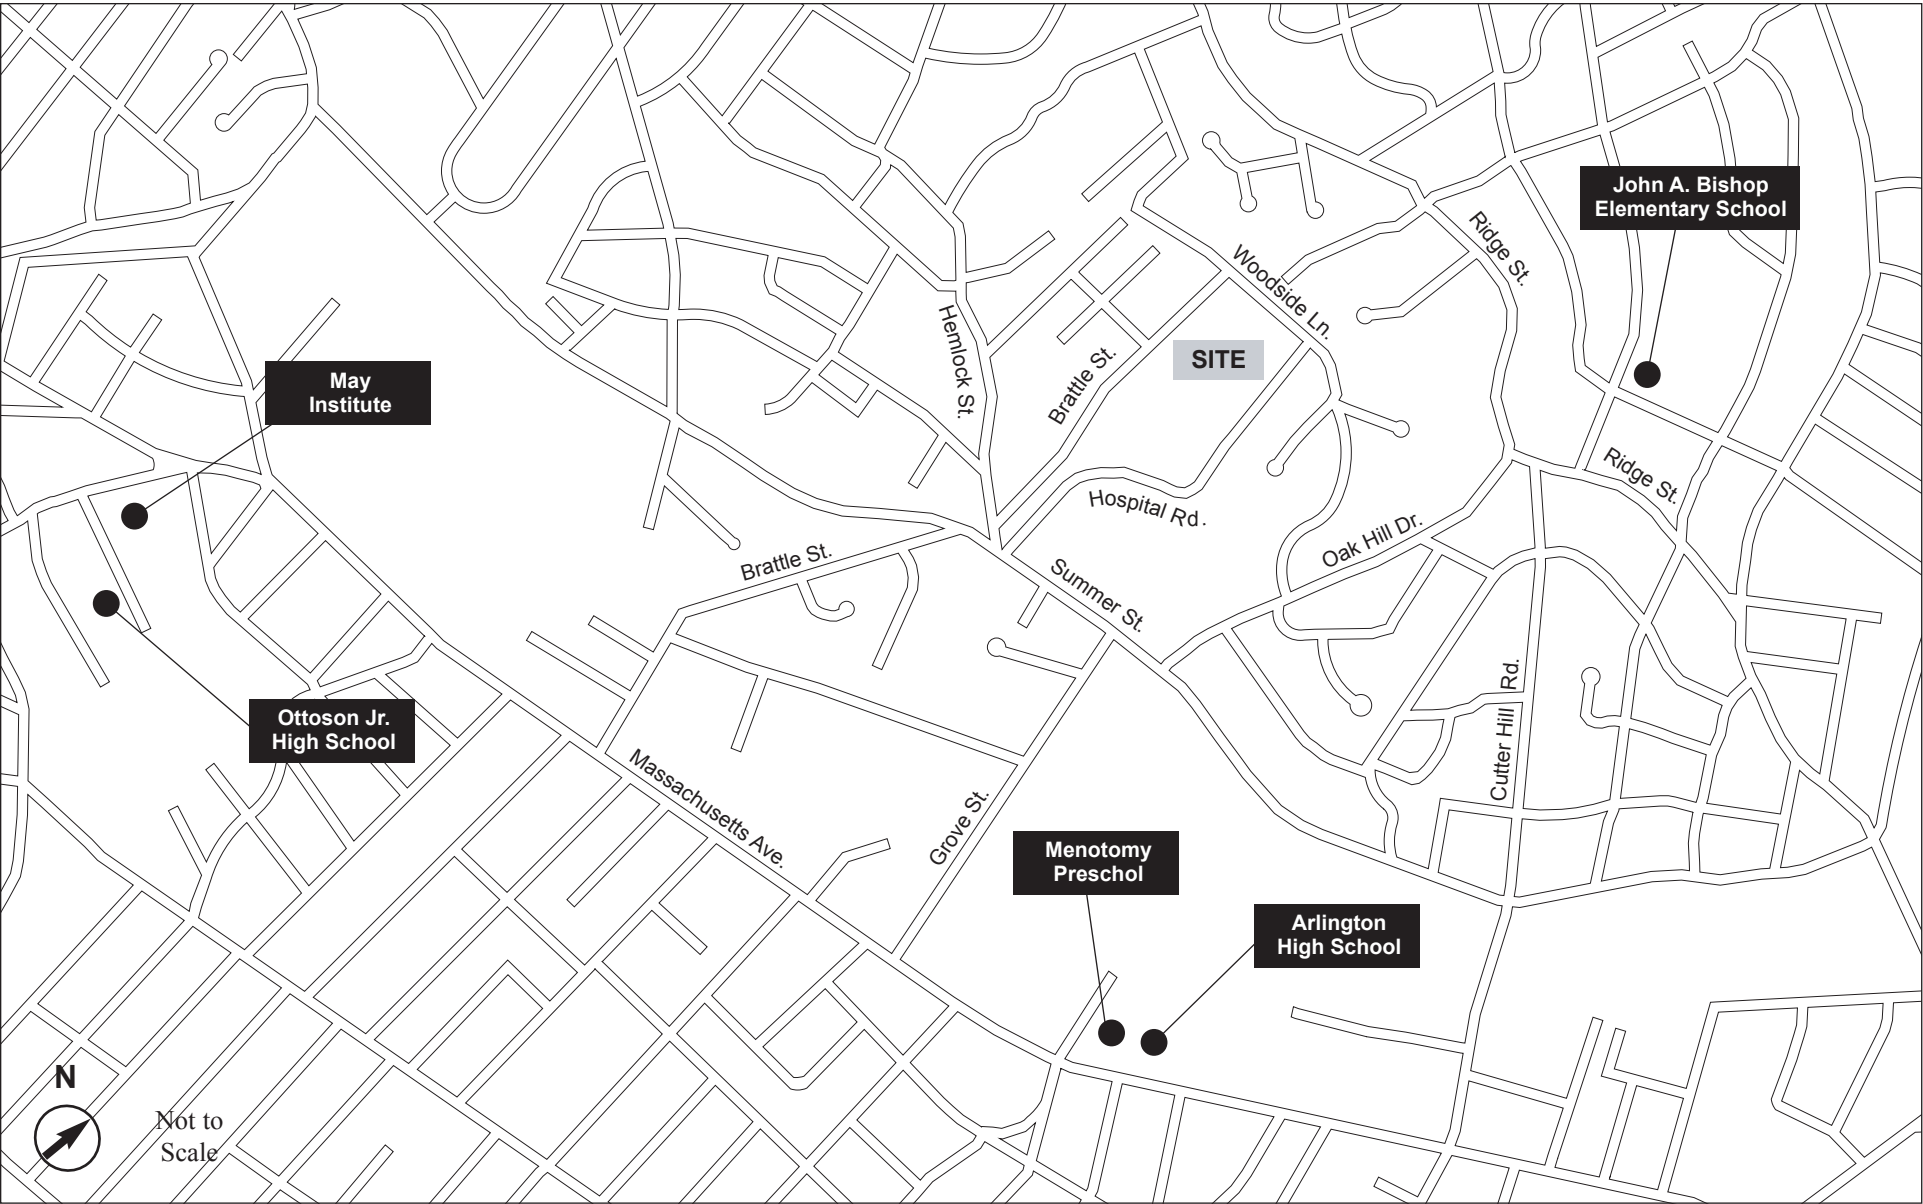 John A. Bishop
Elementary School
Ridge St.
Woodside Ln.
Hemlock St.
SITE
Brattle St.
May
Institute
Ridge St.
Hospital Rd.
Oak Hill Dr.
Brattle St.
Summer St.
Cutter Hill Rd.
Ottoson Jr.
High School
Massachusetts Ave.
Grove St.
Menotomy
Preschol
Arlington
High School
N
Not to
Scale